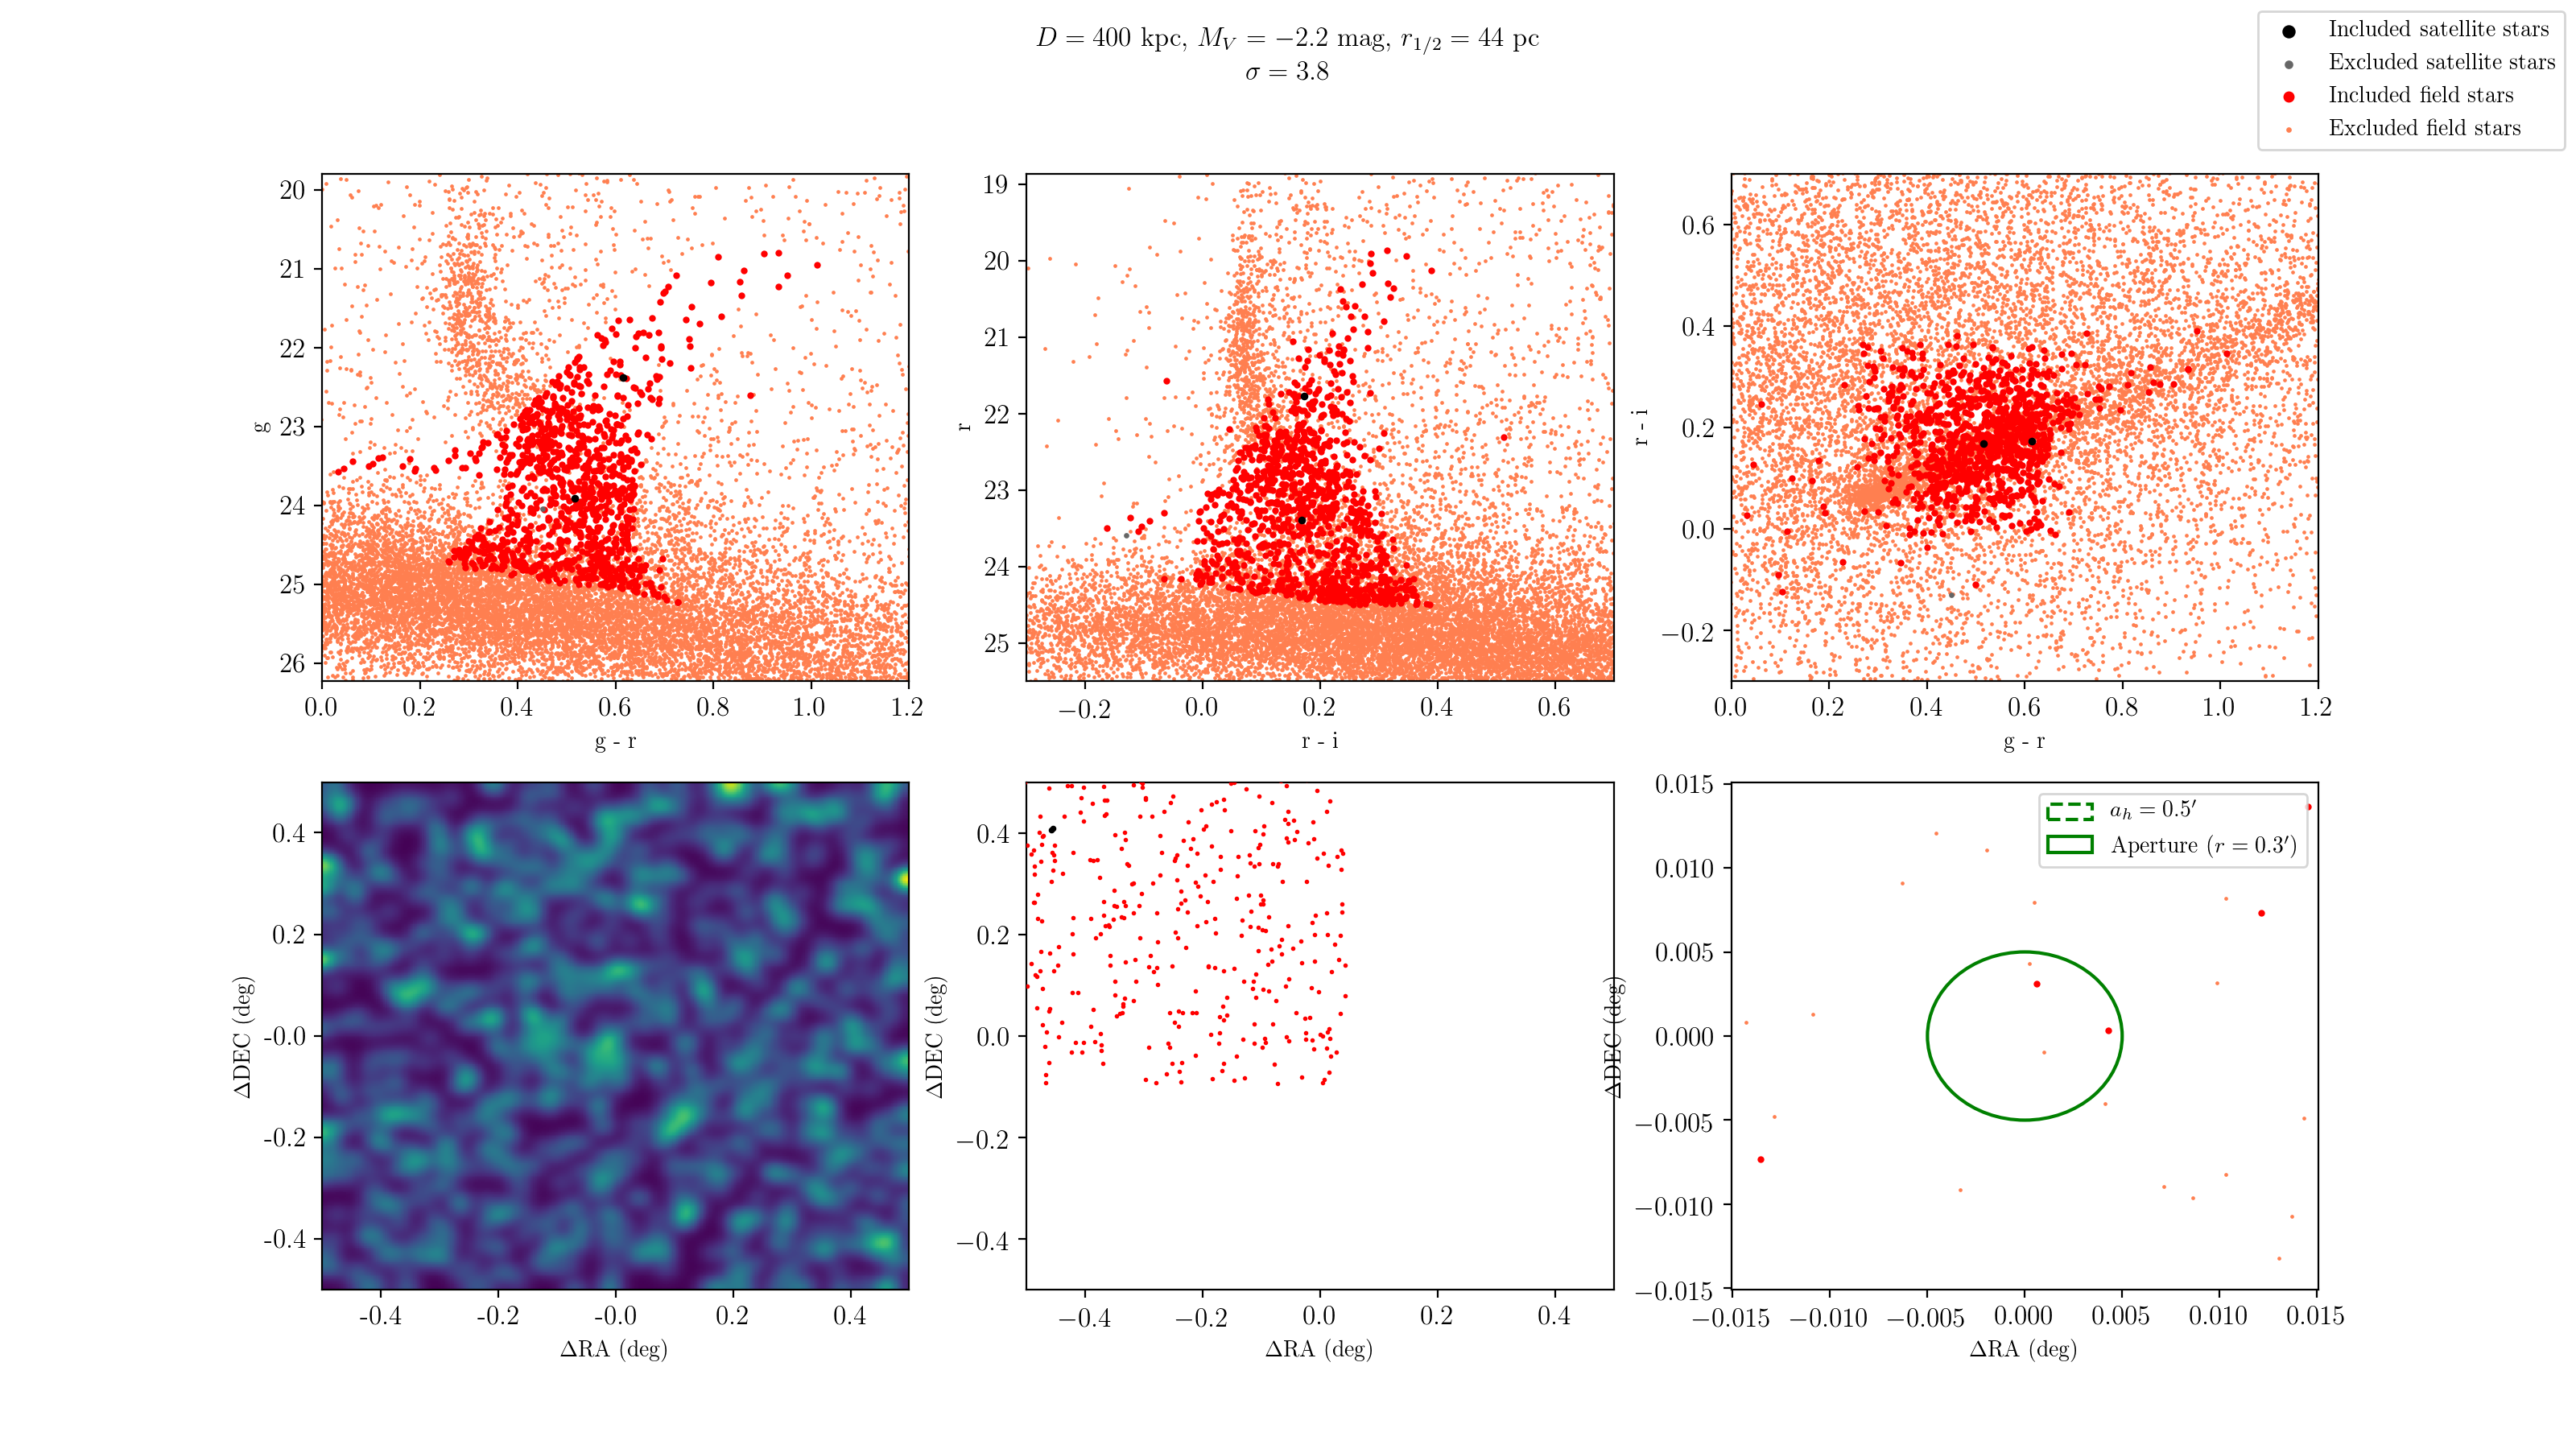 D = 400 kpc, M_V = −2.2 mag, r_{1/2} = 44 pc
σ = 3.8
Included satellite stars
Excluded satellite stars
Included field stars
Excluded field stars
20
21
22
23
24
25
26
g
0.0 0.2 0.4 0.6 0.8 1.0 1.2
g - r
19
20
21
22
23
24
25
r
−0.2 0.0 0.2 0.4 0.6
r - i
0.6
0.4
0.2
0.0
−0.2
r - i
0.0 0.2 0.4 0.6 0.8 1.0 1.2
g - r
0.4
0.2
-0.0
-0.2
-0.4
ΔDEC (deg)
-0.4 -0.2 -0.0 0.2 0.4
ΔRA (deg)
0.4
0.2
0.0
−0.2
−0.4
ΔDEC (deg)
−0.4 −0.2 0.0 0.2 0.4
ΔRA (deg)
a_h = 0.5′
Aperture (r = 0.3′)
0.015
0.010
0.005
0.000
−0.005
−0.010
−0.015
ΔDEC (deg)
−0.015 −0.010 −0.005 0.000 0.005 0.010 0.015
ΔRA (deg)